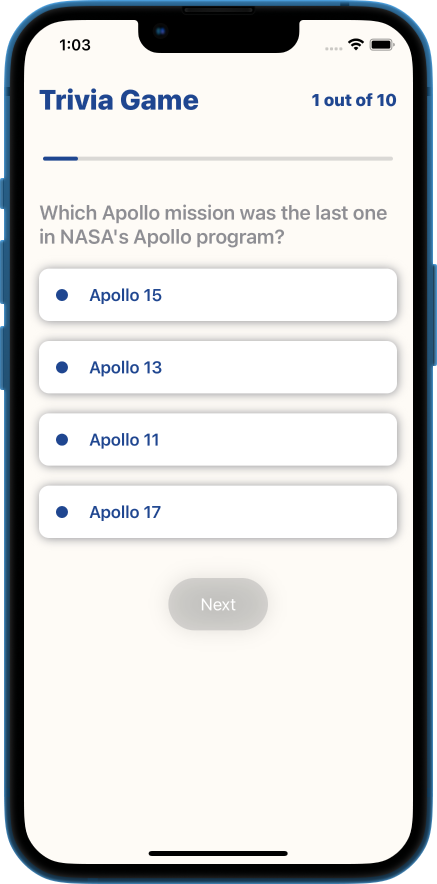 1:03
Trivia Game
1 out of 10
Which Apollo mission was the last one
in NASA's Apollo program?
Apollo 15
Apollo 13
Apollo 11
Apollo 17
Next